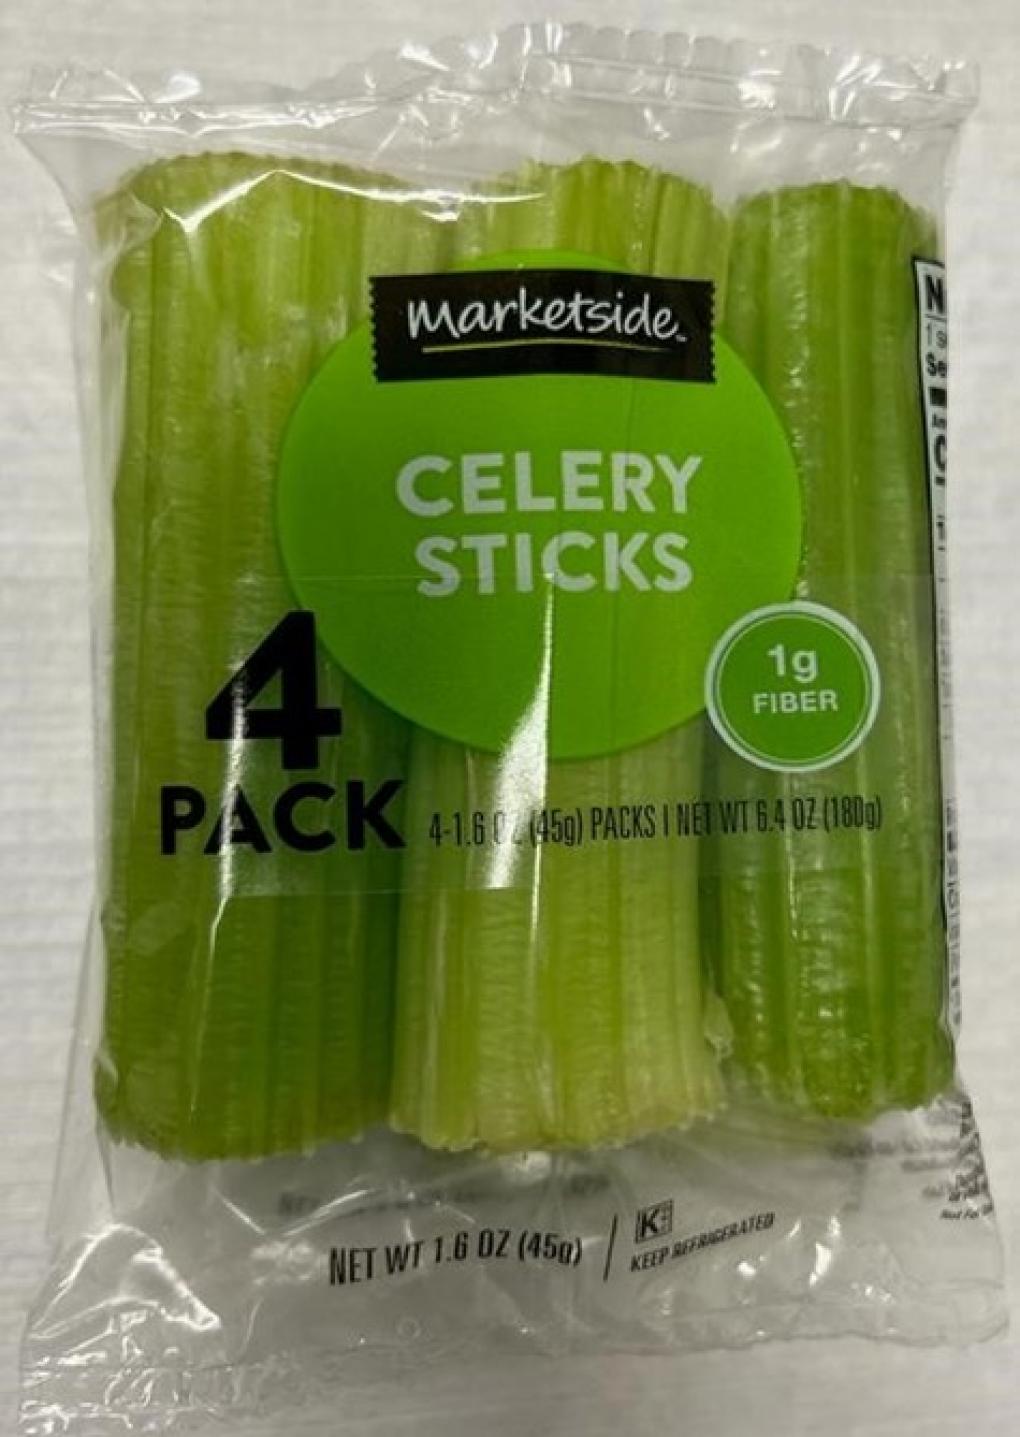 marketside
CELERY
STICKS
1g
FIBER
4
PACK
4-1.6 (45g) PACKS | NET WT 6.4 OZ (180g)
NET WT 1.6 OZ (45g)
K
KEEP REFRIGERATED